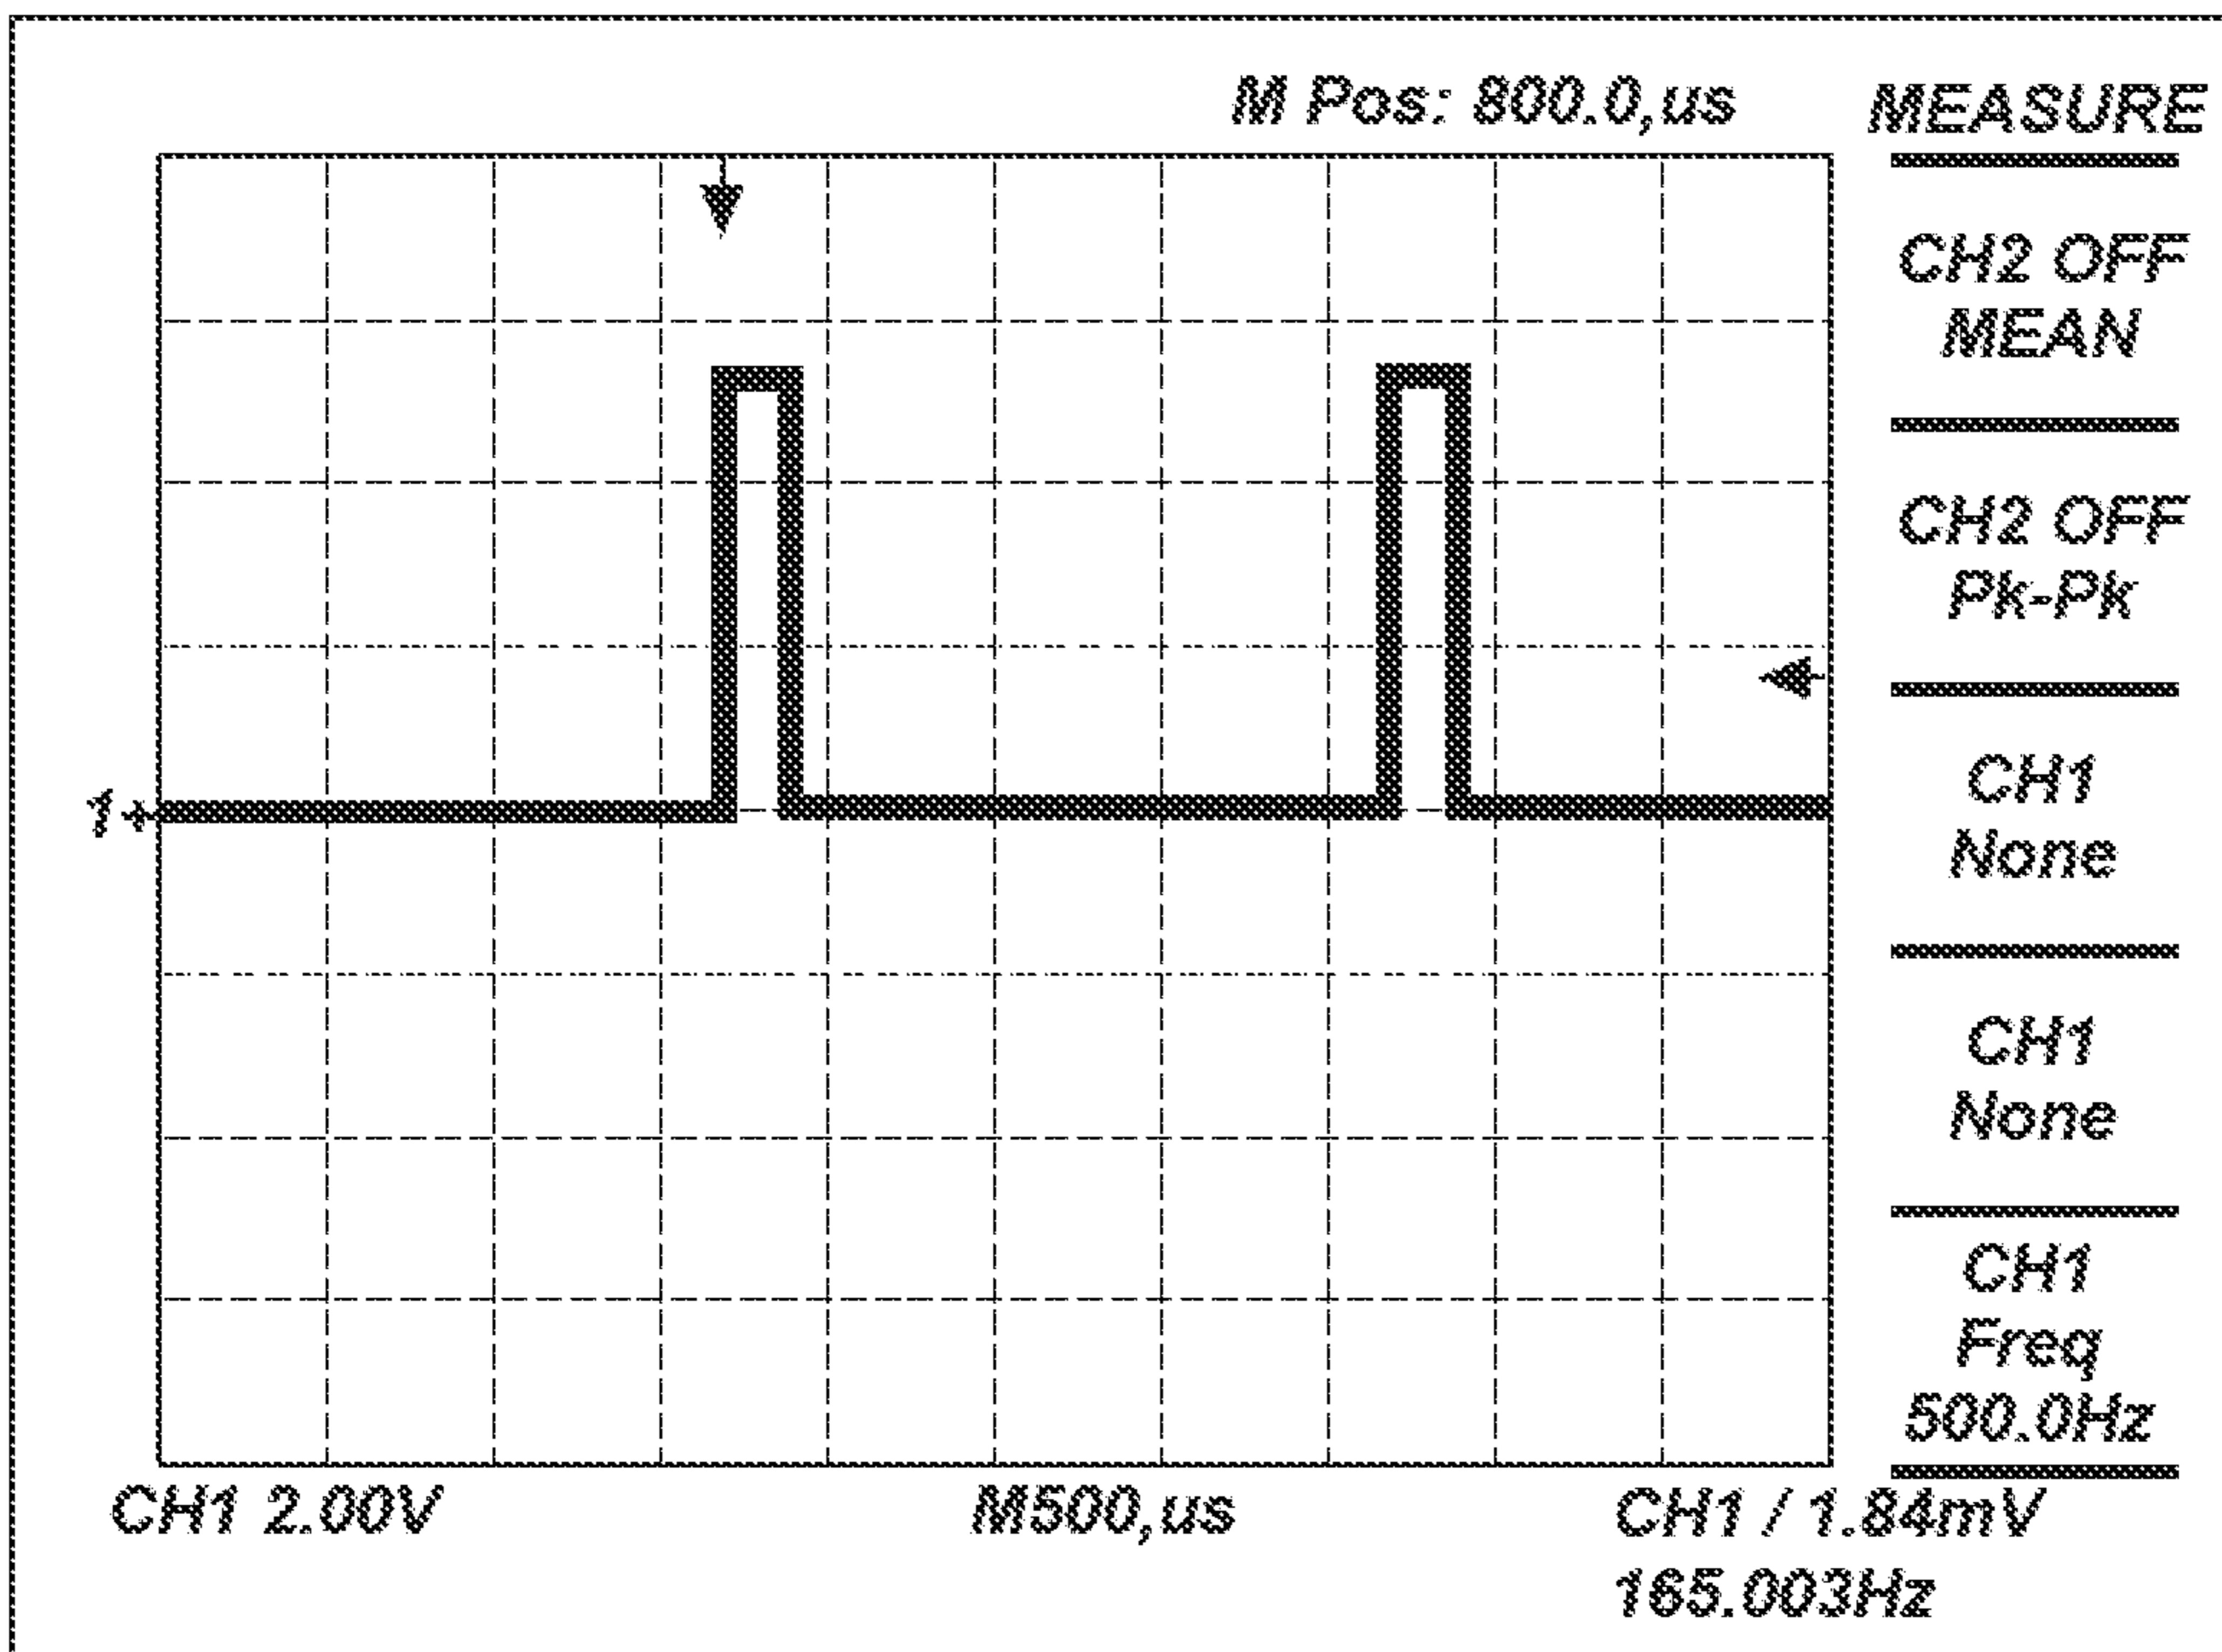 M Pos: 800.0,us
MEASURE
CH2 OFF
MEAN
CH2 OFF
Pk-Pk
CH1
None
CH1
None
CH1
Freq
500.0Hz
1
CH1 2.00V
M500,us
CH1 / 1.84mV
165.003Hz